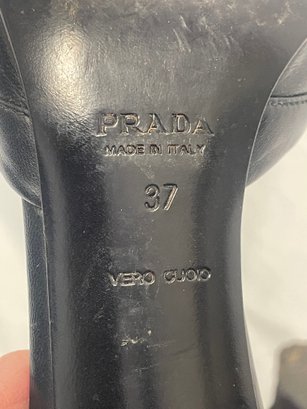 PRADA
MADE IN ITALY
37
VERO CUOIO